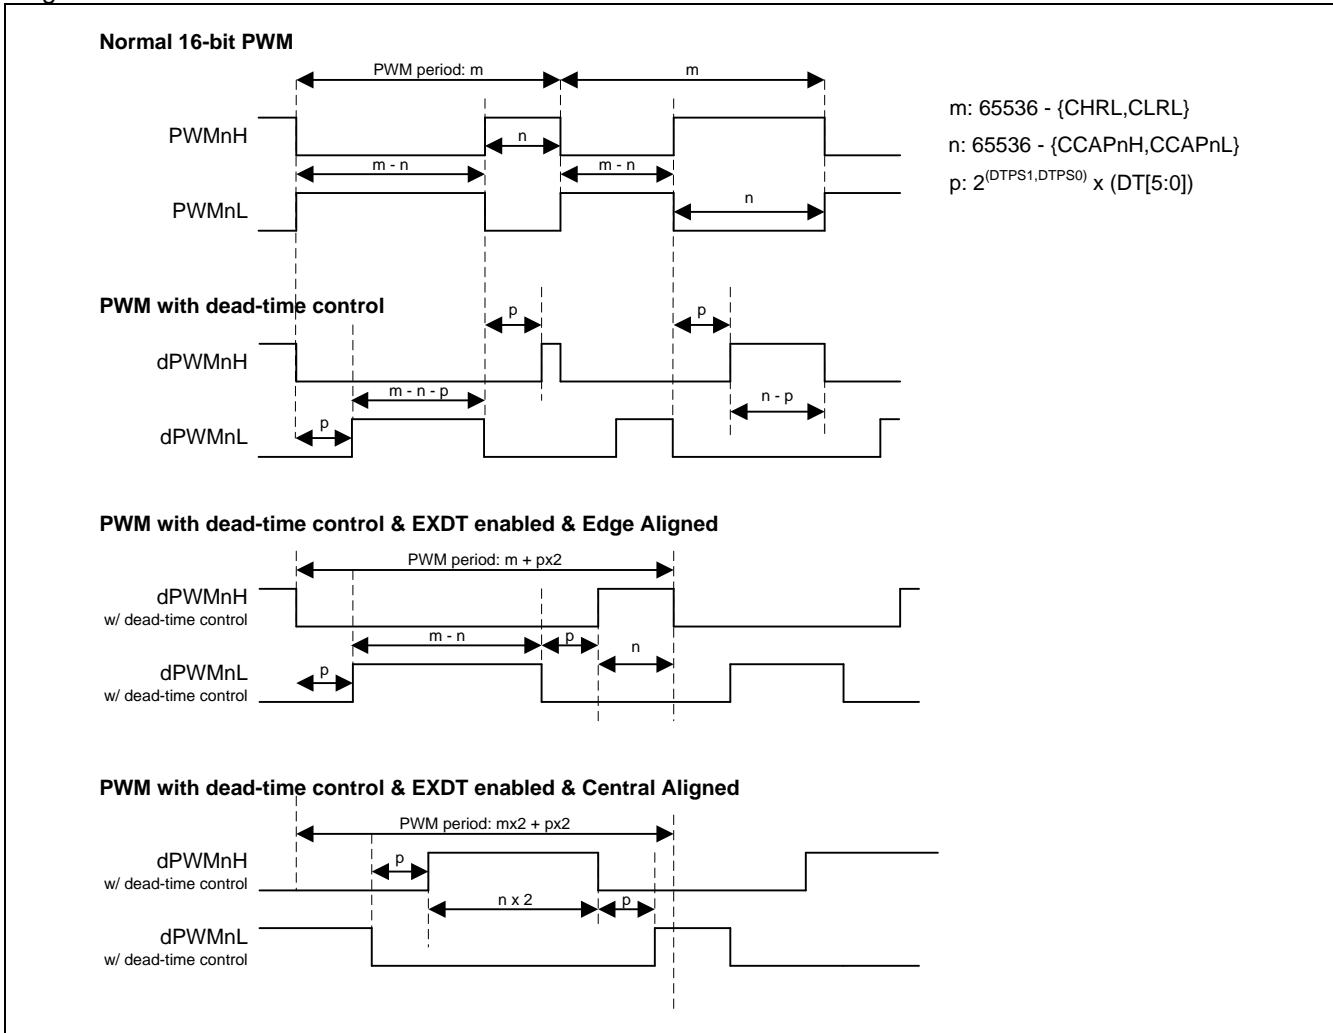 Normal 16-bit PWM
PWM period: m
m
m: 65536 - {CHRL,CLRL}
PWMnH
n
n: 65536 - {CCAPnH,CCAPnL}
m - n
m - n
p: 2^(DTPS1,DTPS0) x (DT[5:0])
PWMnL
n
PWM with dead-time control
p
p
dPWMnH
m - n - p
n - p
p
dPWMnL
PWM with dead-time control & EXDT enabled & Edge Aligned
PWM period: m + px2
dPWMnH
w/ dead-time control
m - n
p
n
dPWMnL
p
w/ dead-time control
PWM with dead-time control & EXDT enabled & Central Aligned
PWM period: mx2 + px2
dPWMnH
p
w/ dead-time control
n x 2
p
dPWMnL
w/ dead-time control